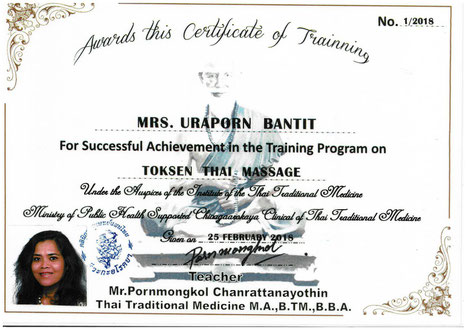 No. 1/2018
Awards this Certificate of Trainning
MRS. URAPORN BANTIT
For Successful Achievement in the Training Program on
TOKSEN THAI MASSAGE
Under the Auspices of the Institute of the Thai Traditional Medicine
Ministry of Public Health Supported Clinical of Thai Traditional Medicine
Given on 25 FEBRUARY 2018
Pornmongkol
Teacher
Mr.Pornmongkol Chanrattanayothin
Thai Traditional Medicine M.A.,B.TM.,B.B.A.